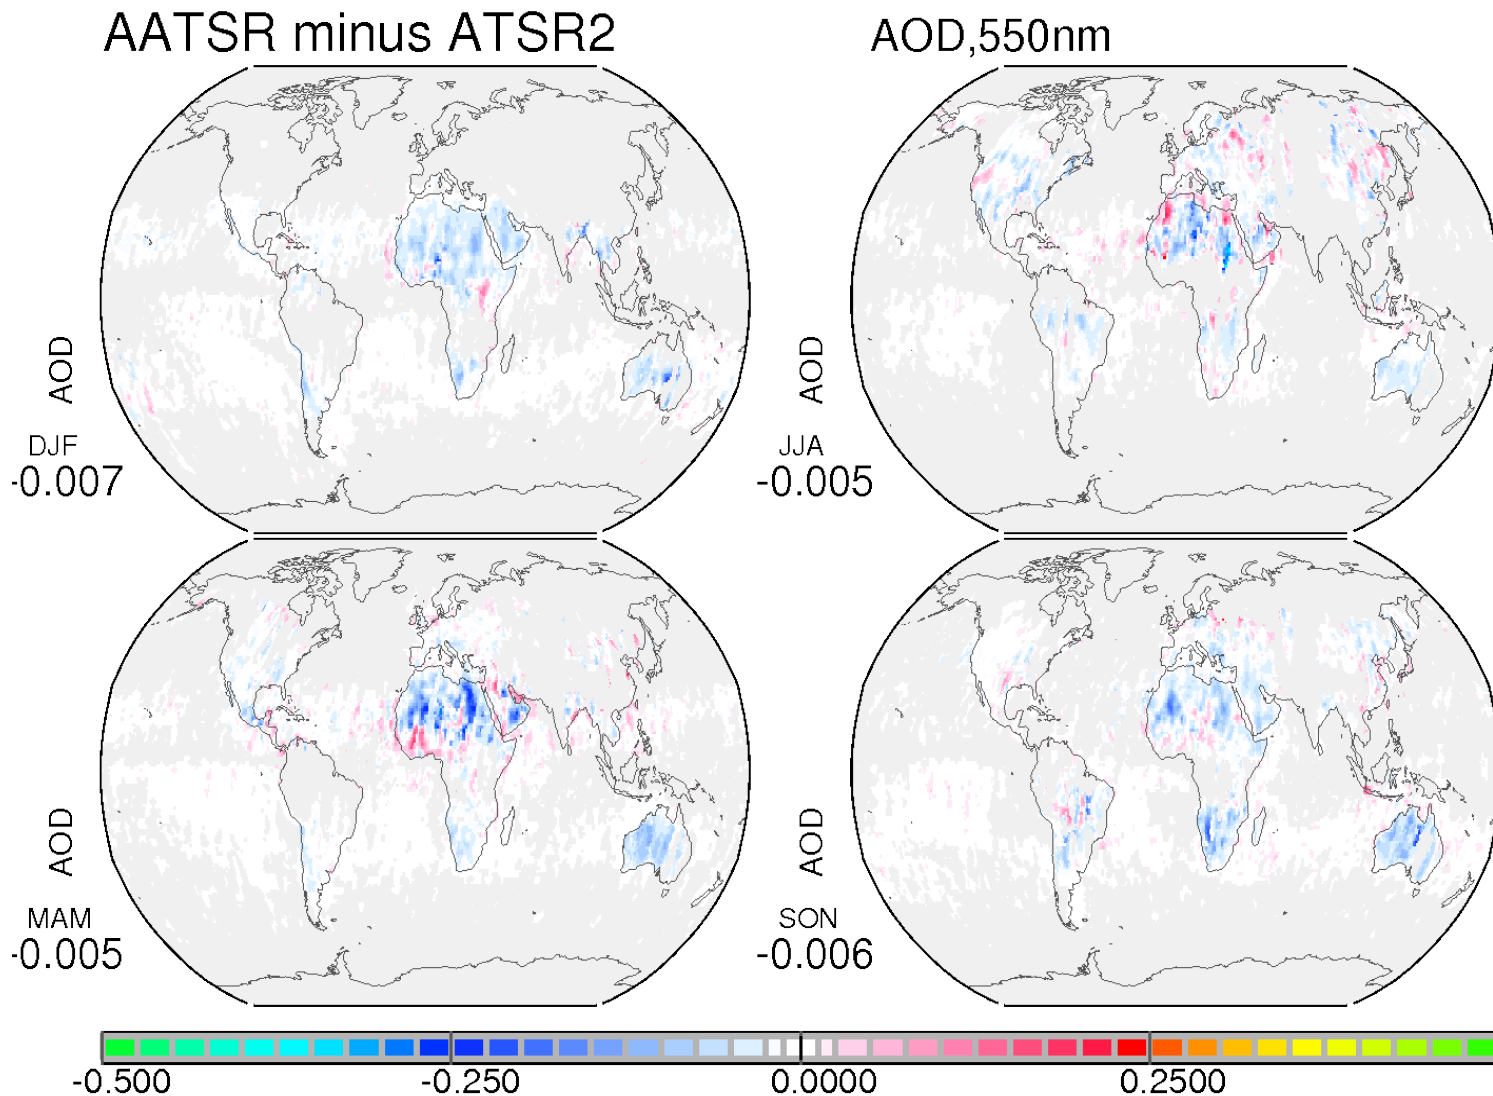 AATSR minus ATSR2
AOD,550nm
AOD
DJF
-0.007
AOD
JJA
-0.005
AOD
MAM
-0.005
AOD
SON
-0.006
-0.500 -0.250 0.0000 0.2500